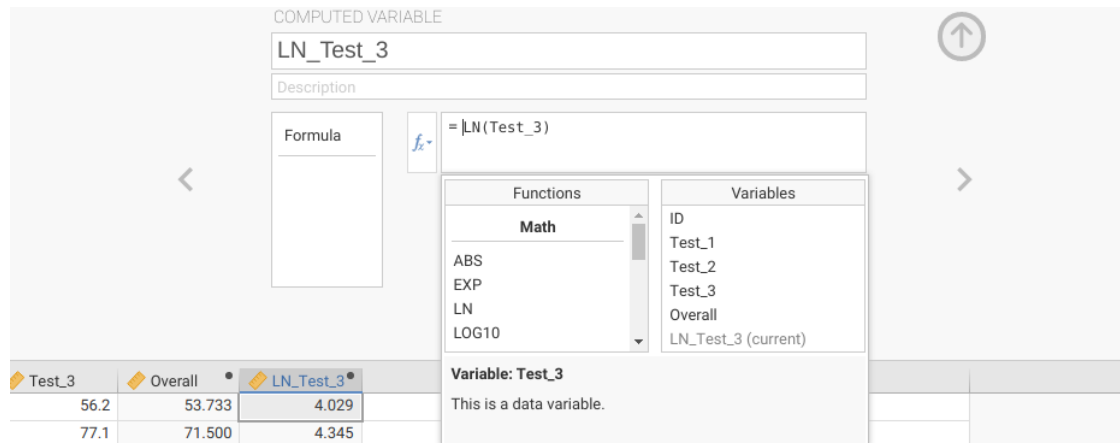 COMPUTED VARIABLE
LN_Test_3
Description
Formula
fx
= LN(Test_3)
Functions
Variables
Math
ABS
EXP
LN
LOG10
ID
Test_1
Test_2
Test_3
Overall
LN_Test_3 (current)
Variable: Test_3
This is a data variable.
Test_3 Overall LN_Test_3
56.2 53.733 4.029
77.1 71.500 4.345